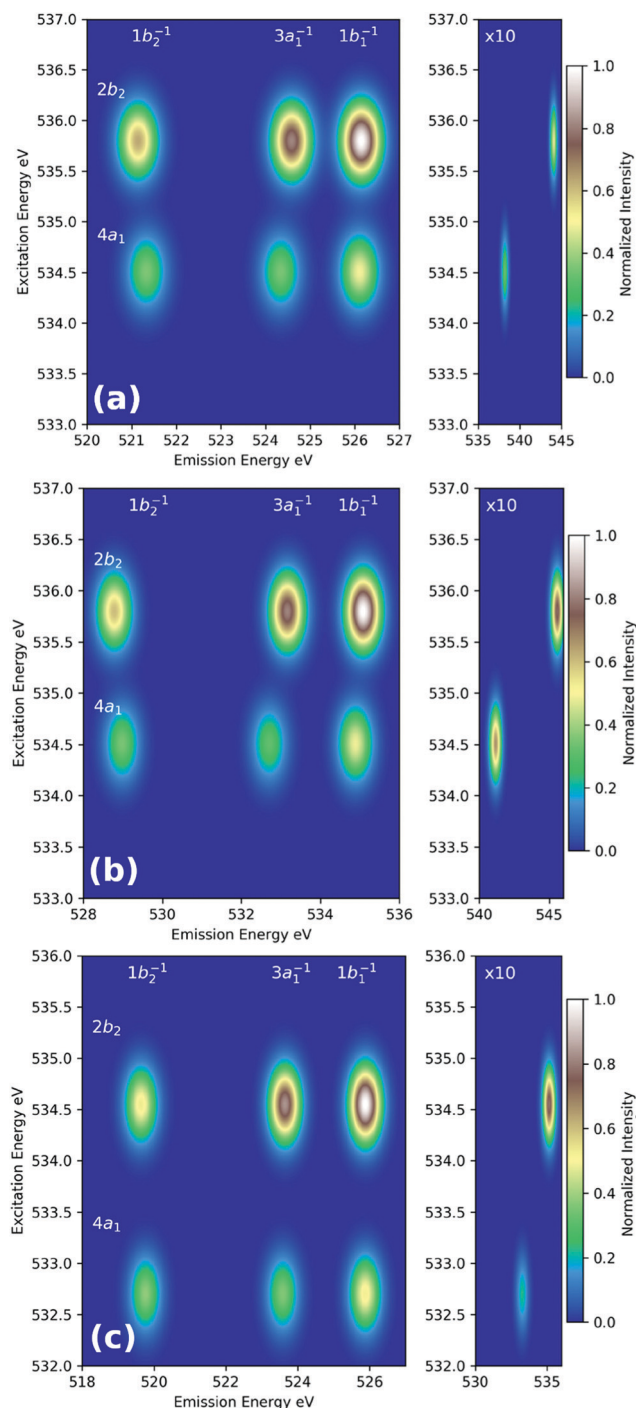 1b₂⁻¹ 3a₁⁻¹ 1b₁⁻¹
2b₂
4a₁
(a)
537.0
536.5
536.0
535.5
535.0
534.5
534.0
533.5
533.0
Excitation Energy eV
520 521 522 523 524 525 526 527
Emission Energy eV
x10
537.0
536.5
536.0
535.5
535.0
534.5
534.0
533.5
533.0
535 540 545
1.0
0.8
0.6
0.4
0.2
0.0
Normalized Intensity
1b₂⁻¹ 3a₁⁻¹ 1b₁⁻¹
2b₂
4a₁
(b)
537.0
536.5
536.0
535.5
535.0
534.5
534.0
533.5
533.0
Excitation Energy eV
528 530 532 534 536
Emission Energy eV
x10
537.0
536.5
536.0
535.5
535.0
534.5
534.0
533.5
533.0
540 545
1.0
0.8
0.6
0.4
0.2
0.0
Normalized Intensity
1b₂⁻¹ 3a₁⁻¹ 1b₁⁻¹
2b₂
4a₁
(c)
536.0
535.5
535.0
534.5
534.0
533.5
533.0
532.5
532.0
Excitation Energy eV
518 520 522 524 526
Emission Energy eV
x10
536.0
535.5
535.0
534.5
534.0
533.5
533.0
532.5
532.0
530 535
1.0
0.8
0.6
0.4
0.2
0.0
Normalized Intensity